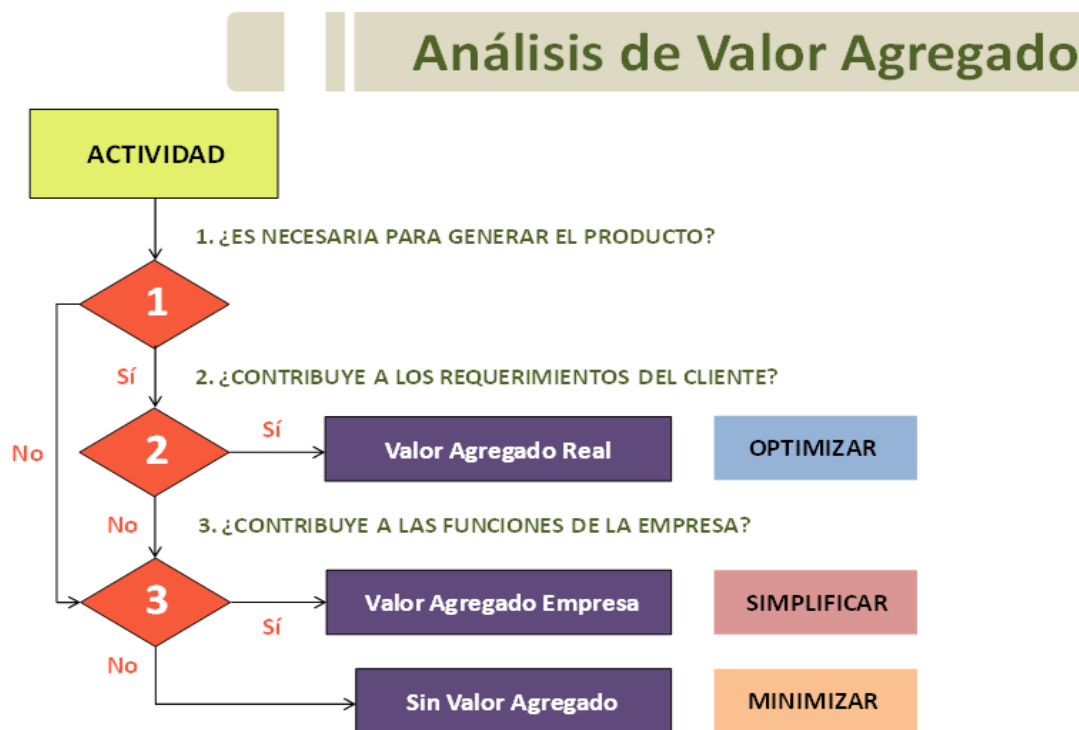 Análisis de Valor Agregado
ACTIVIDAD
1. ¿ES NECESARIA PARA GENERAR EL PRODUCTO?
1
Sí
2. ¿CONTRIBUYE A LOS REQUERIMIENTOS DEL CLIENTE?
No
2
Sí
Valor Agregado Real
OPTIMIZAR
No
3. ¿CONTRIBUYE A LAS FUNCIONES DE LA EMPRESA?
3
Sí
Valor Agregado Empresa
SIMPLIFICAR
No
Sin Valor Agregado
MINIMIZAR